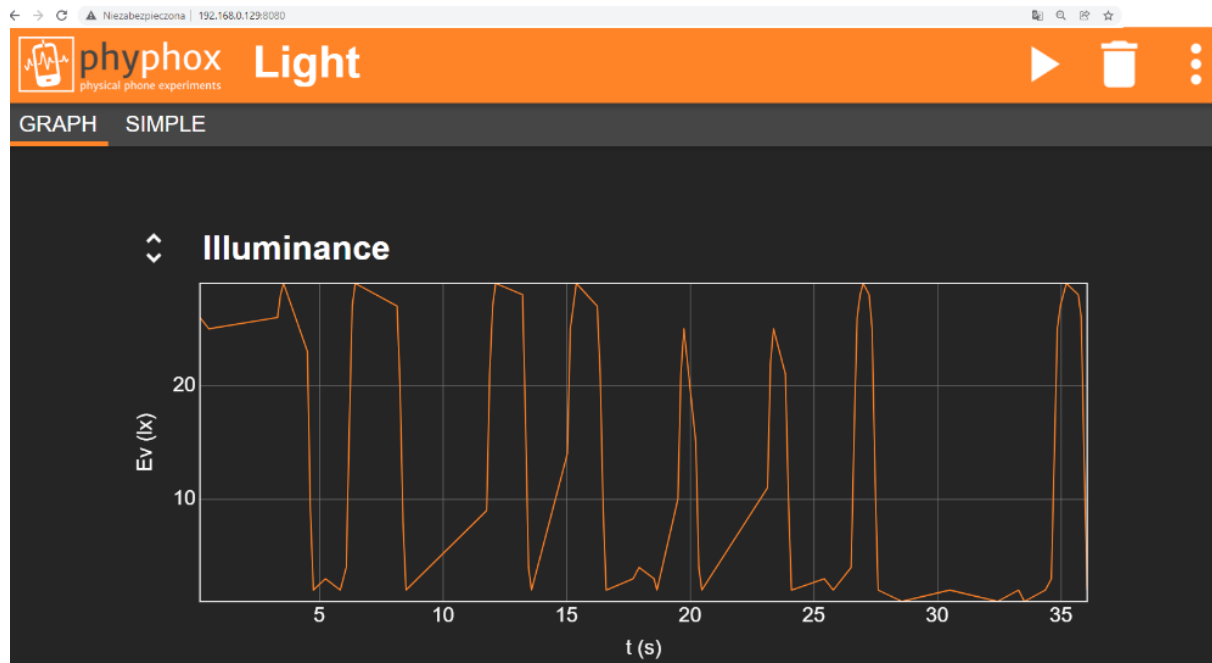 Niezabezpieczona | 192.168.0.129:8080
phyphox
physical phone experiments
Light
GRAPH SIMPLE
Illuminance
Ev (lx)
20
10
5 10 15 20 25 30 35
t (s)